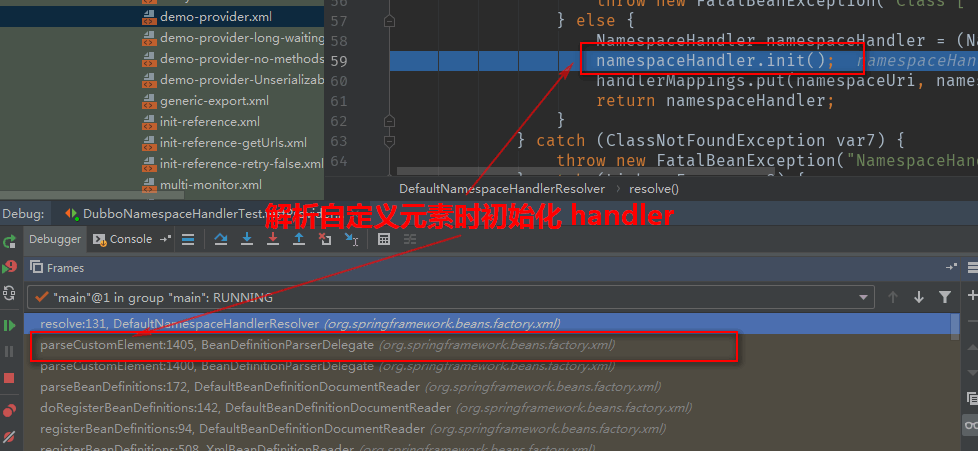 demo-provider.xml
demo-provider-long-waiting
demo-provider-no-methods
demo-provider-Unserializab
generic-export.xml
init-reference.xml
init-reference-getUrls.xml
init-reference-retry-false.xml
multi-monitor.xml
56 throw new FatalBeanException("Class [
57 } else {
58 NamespaceHandler namespaceHandler = (Na
59 namespaceHandler.init(); namespaceHan
60 handlerMappings.put(namespaceUri, names
61 return namespaceHandler;
62 }
63 } catch (ClassNotFoundException var7) {
64 throw new FatalBeanException("NamespaceHand
DefaultNamespaceHandlerResolver › resolve()
Debug: DubboNamespaceHandlerTest.
解析自定义元素时初始化 handler
Debugger Console
Frames
"main"@1 in group "main": RUNNING
resolve:131, DefaultNamespaceHandlerResolver (org.springframework.beans.factory.xml)
parseCustomElement:1405, BeanDefinitionParserDelegate (org.springframework.beans.factory.xml)
parseCustomElement:1400, BeanDefinitionParserDelegate (org.springframework.beans.factory.xml)
parseBeanDefinitions:172, DefaultBeanDefinitionDocumentReader (org.springframework.beans.factory.xml)
doRegisterBeanDefinitions:142, DefaultBeanDefinitionDocumentReader (org.springframework.beans.factory.xml)
registerBeanDefinitions:94, DefaultBeanDefinitionDocumentReader (org.springframework.beans.factory.xml)
registerBeanDefinitions:508, XmlBeanDefinitionReader (org.springframework.beans.factory.xml)